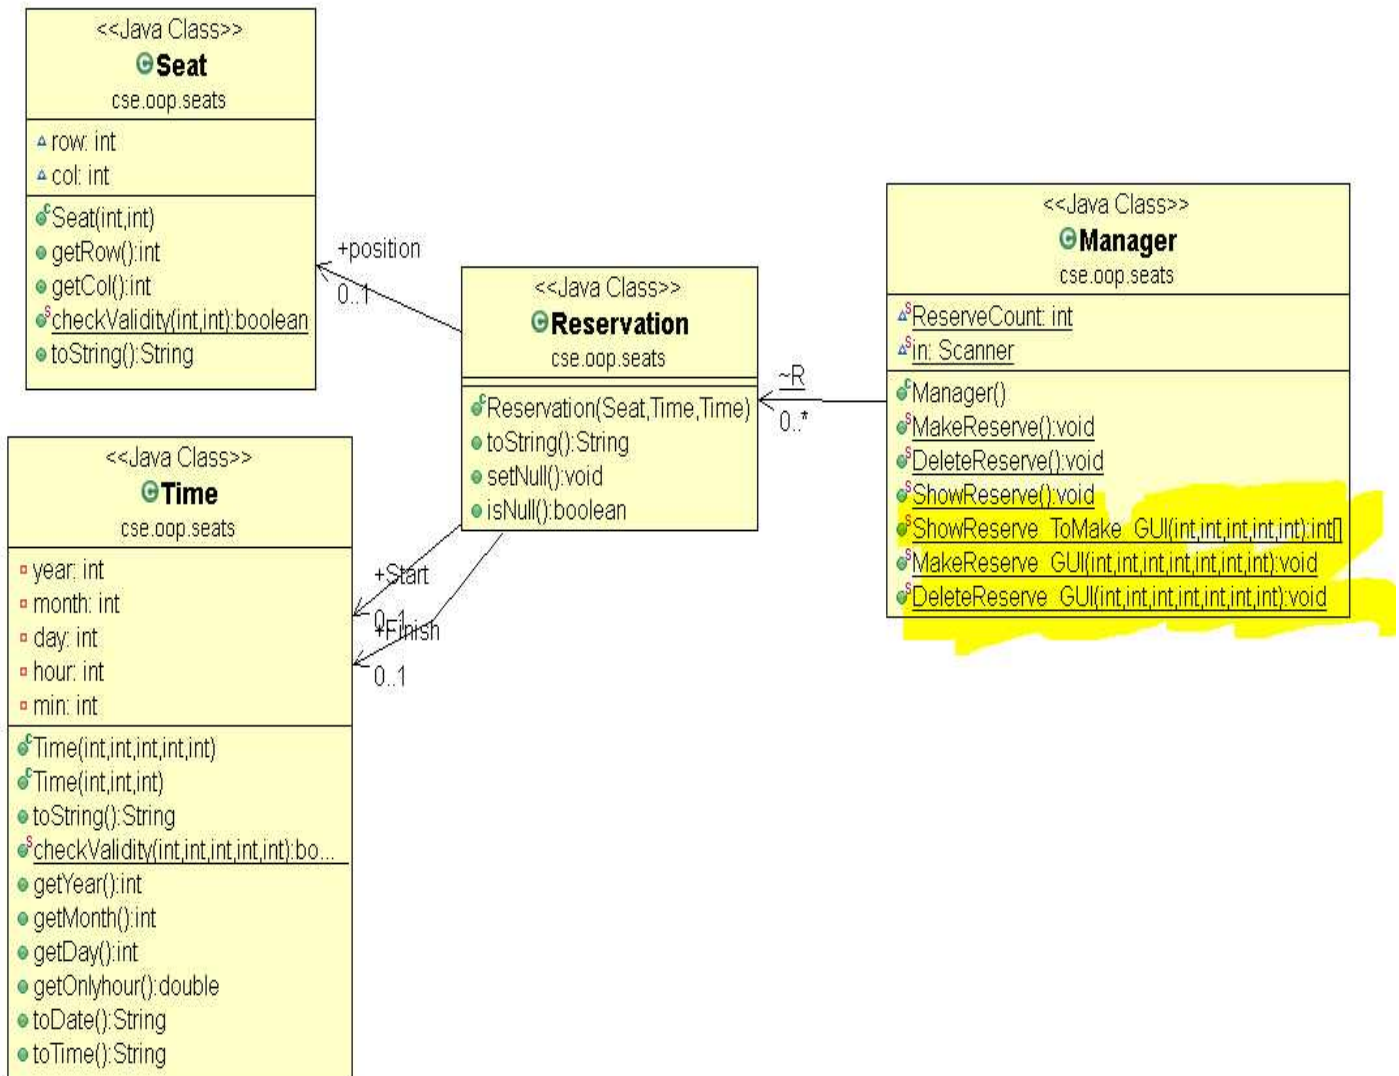 <<Java Class>>
Seat
cse.oop.seats
row: int
col: int
Seat(int,int)
getRow():int
getCol():int
checkValidity(int,int):boolean
toString():String
+position
0..1
<<Java Class>>
Time
cse.oop.seats
year: int
month: int
day: int
hour: int
min: int
Time(int,int,int,int,int)
Time(int,int,int)
toString():String
checkValidity(int,int,int,int,int):bo...
getYear():int
getMonth():int
getDay():int
getOnlyhour():double
toDate():String
toTime():String
+Start
0..1
+Finish
0..1
<<Java Class>>
Reservation
cse.oop.seats
Reservation(Seat,Time,Time)
toString():String
setNull():void
isNull():boolean
~R
0..*
<<Java Class>>
Manager
cse.oop.seats
ReserveCount: int
in: Scanner
Manager()
MakeReserve():void
DeleteReserve():void
ShowReserve():void
ShowReserve_ToMake_GUI(int,int,int,int,int):int[]
MakeReserve_GUI(int,int,int,int,int,int,int):void
DeleteReserve_GUI(int,int,int,int,int,int,int):void